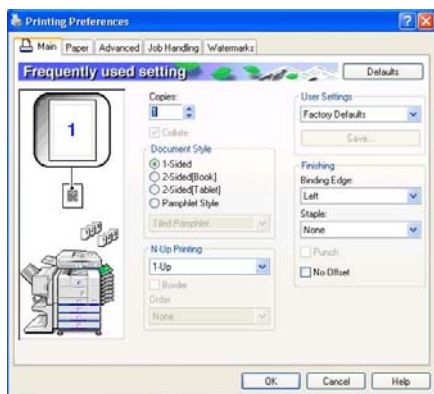 Printing Preferences
Main
Paper
Advanced
Job Handling
Watermarks
Frequently used
setting
Defaults
1
Copies:
1
Collate
Document Style
1-Sided
2-Sided[Book]
2-Sided[Tablet]
Pamphlet Style
Tiled Pamphlet
N-Up Printing
1-Up
Border
Order
None
User Settings
Factory Defaults
Save...
Finishing
Binding Edge:
Left
Staple:
None
Punch
No Offset
OK
Cancel
Help